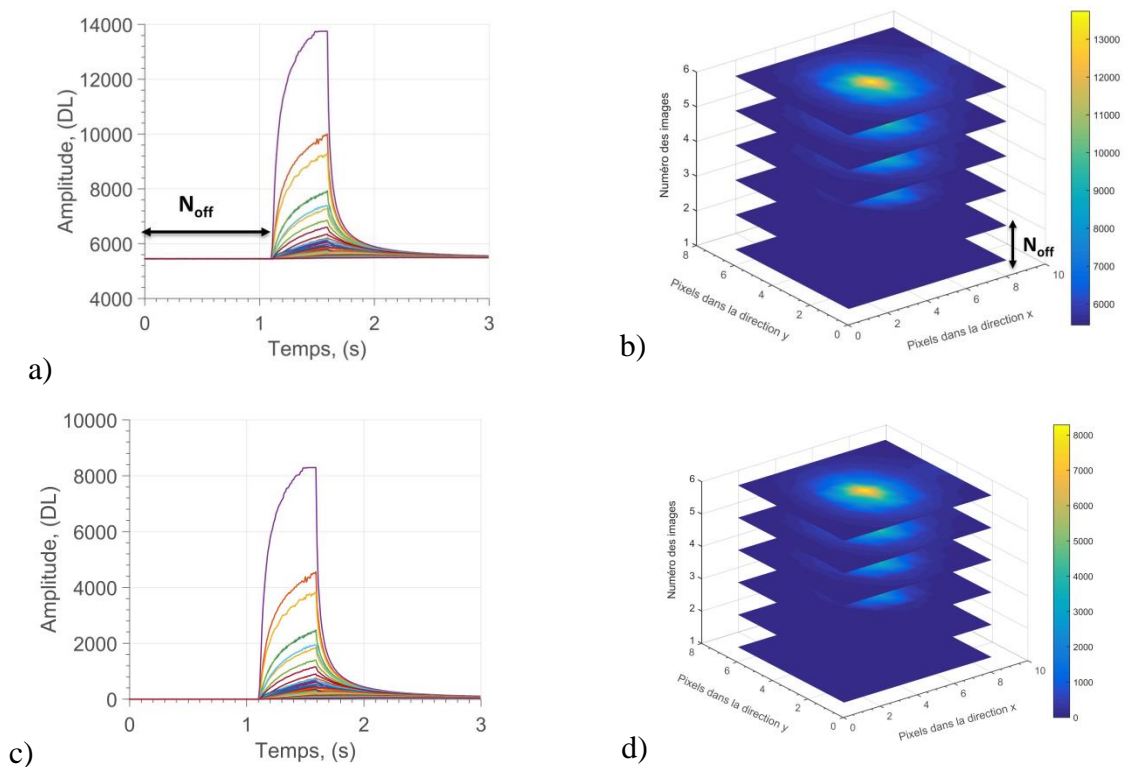 14000
12000
10000
8000
6000
4000
Amplitude, (DL)
N_off
0 1 2 3
Temps, (s)
a)
6
5
4
3
2
1
Numéro des images
8 6 4 2 0
Pixels dans la direction y
0 2 4 6 8 10
Pixels dans la direction x
N_off
13000
12000
11000
10000
9000
8000
7000
6000
b)
10000
8000
6000
4000
2000
0
Amplitude, (DL)
0 1 2 3
Temps, (s)
c)
6
5
4
3
2
1
Numéro des images
8 6 4 2 0
Pixels dans la direction y
0 2 4 6 8 10
Pixels dans la direction x
8000
7000
6000
5000
4000
3000
2000
1000
0
d)